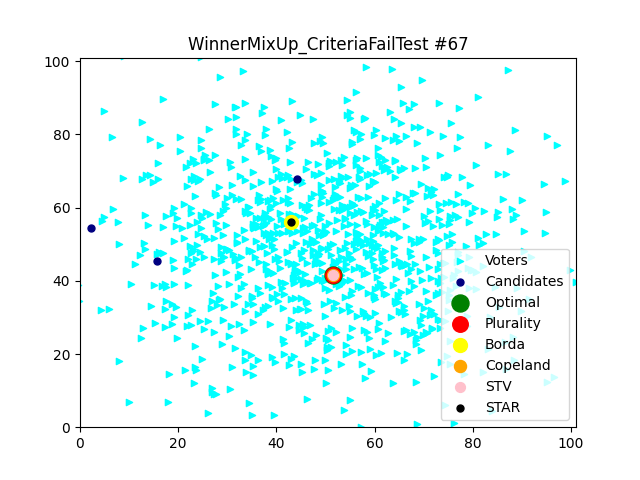 WinnerMixUp_CriteriaFailTest #67
100
80
60
40
20
0
0
20
40
60
80
100
Voters
Candidates
Optimal
Plurality
Borda
Copeland
STV
STAR